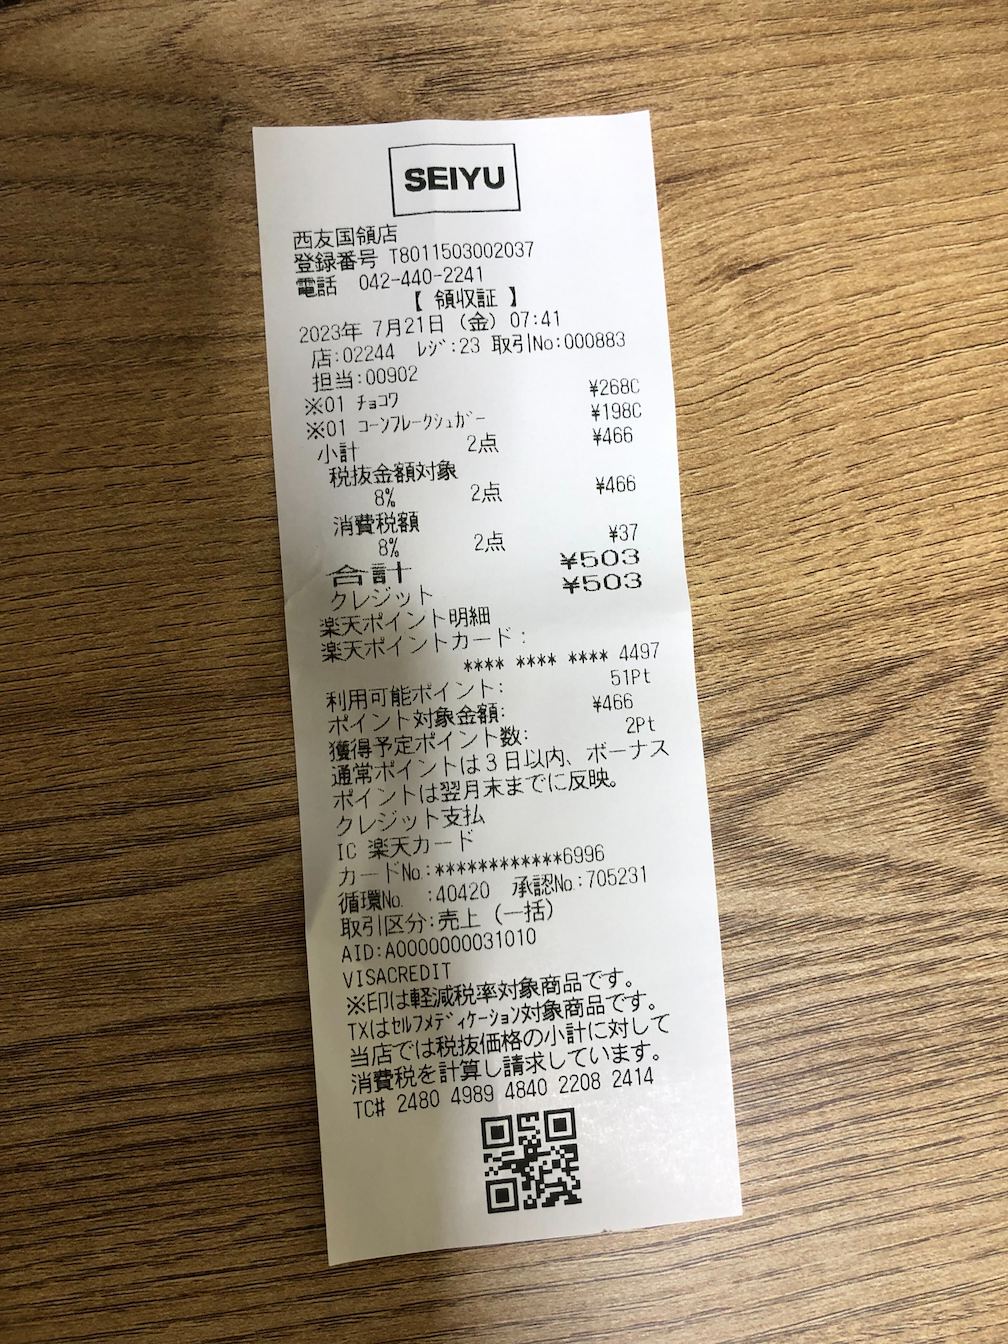 SEIYU
西友国領店
登録番号 T8011503002037
電話 042-440-2241
【 領収証 】
2023年 7月21日 (金) 07:41
店:02244 ﾚｼﾞ:23 取引No:000883
担当:00902
※01 ﾁｮｺﾜ ¥268C
※01 ｺｰﾝﾌﾚｰｸｼｭｶﾞｰ ¥198C
小計 2点 ¥466
税抜金額対象
8% 2点 ¥466
消費税額
8% 2点 ¥37
合計 ¥503
クレジット ¥503
楽天ポイント明細
楽天ポイントカード:
**** **** **** 4497
利用可能ポイント: 51Pt
ポイント対象金額: ¥466
獲得予定ポイント数: 2Pt
通常ポイントは3日以内、ボーナス
ポイントは翌月末までに反映。
クレジット支払
IC 楽天カード
カードNo.:************6996
循環No. :40420 承認No.:705231
取引区分:売上 (一括)
AID:A0000000031010
VISACREDIT
※印は軽減税率対象商品です。
TXはｾﾙﾌﾒﾃﾞｨｹｰｼｮﾝ対象商品です。
当店では税抜価格の小計に対して
消費税を計算し請求しています。
TC# 2480 4989 4840 2208 2414